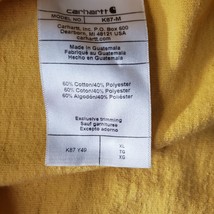 carhartt
MODEL NO. K87-M
Carhartt, Inc. P.O. Box 600
Dearborn, MI 48121 USA
www.carhartt.com
Made in Guatemala
Fabriqué au Guatemala
Hecho en Guatemala
60% Cotton/40% Polyester
60% Coton/40% Polyester
60% Algodón/40% Poliéster
Exclusive trimming
Sauf garnitures
Excepto adorno
K87 Y49
XL
TG
XG